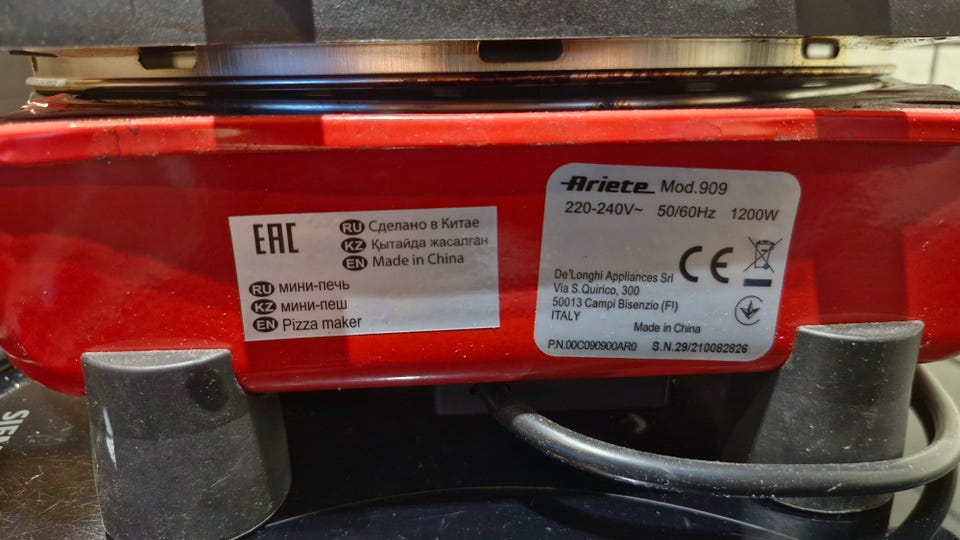 EAC
RU Сделано в Китае
KZ Қытайда жасалған
EN Made in China
RU мини-печь
KZ мини-пеш
EN Pizza maker
Ariete Mod.909
220-240V~ 50/60Hz 1200W
CE
De'Longhi Appliances Srl
Via S.Quirico, 300
50013 Campi Bisenzio (FI)
ITALY
Made in China
P.N.00C090900AR0 S.N.29/210082826